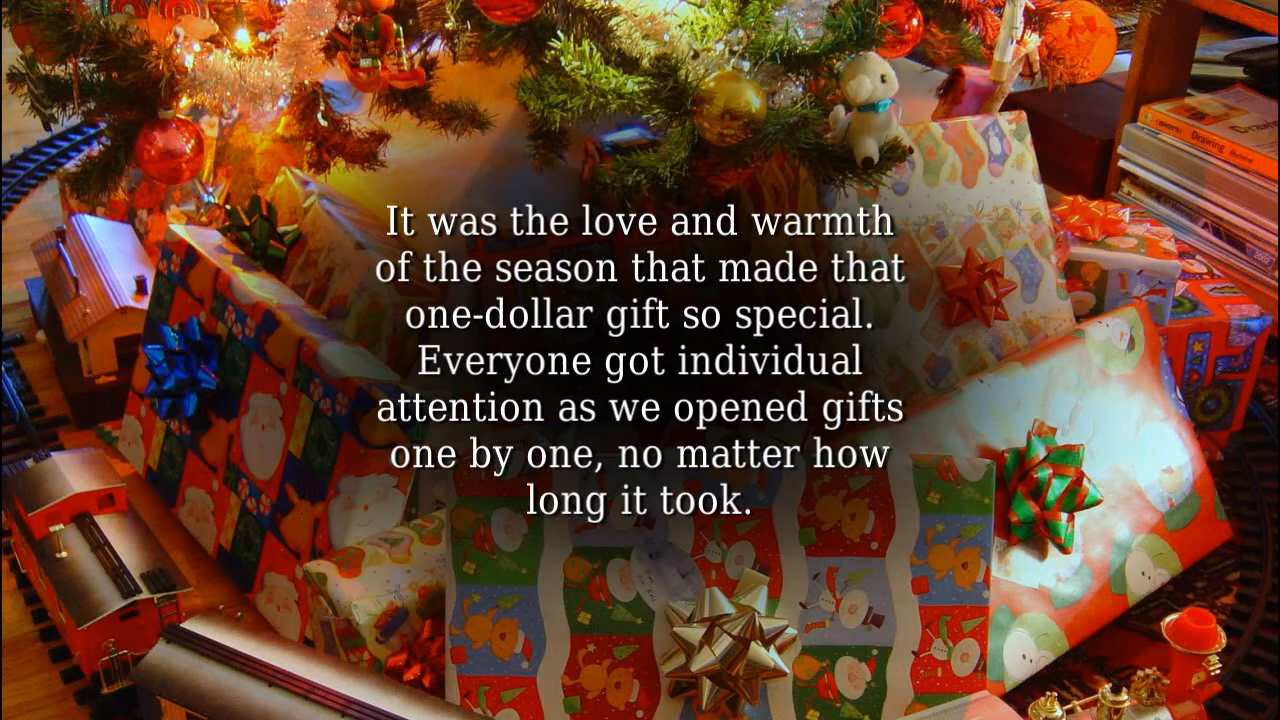 It was the love and warmth
of the season that made that
one-dollar gift so special.
Everyone got individual
attention as we opened gifts
one by one, no matter how
long it took.
Drawing